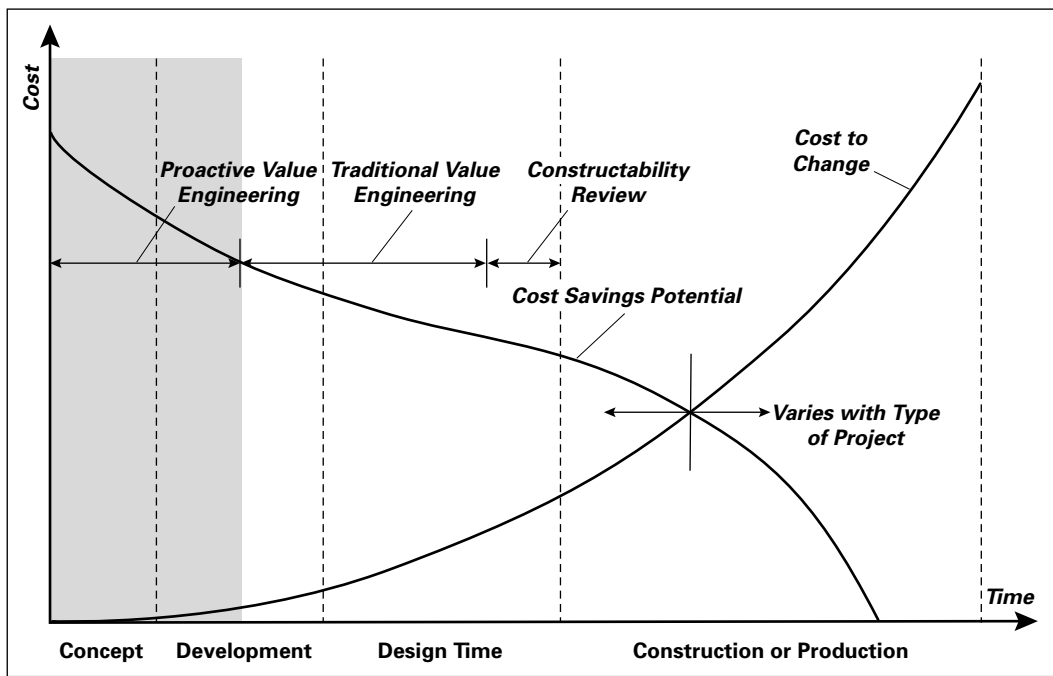 Cost
Proactive Value
Engineering
Traditional Value
Engineering
Constructability
Review
Cost to
Change
Cost Savings Potential
Varies with Type
of Project
Time
Concept
Development
Design Time
Construction or Production